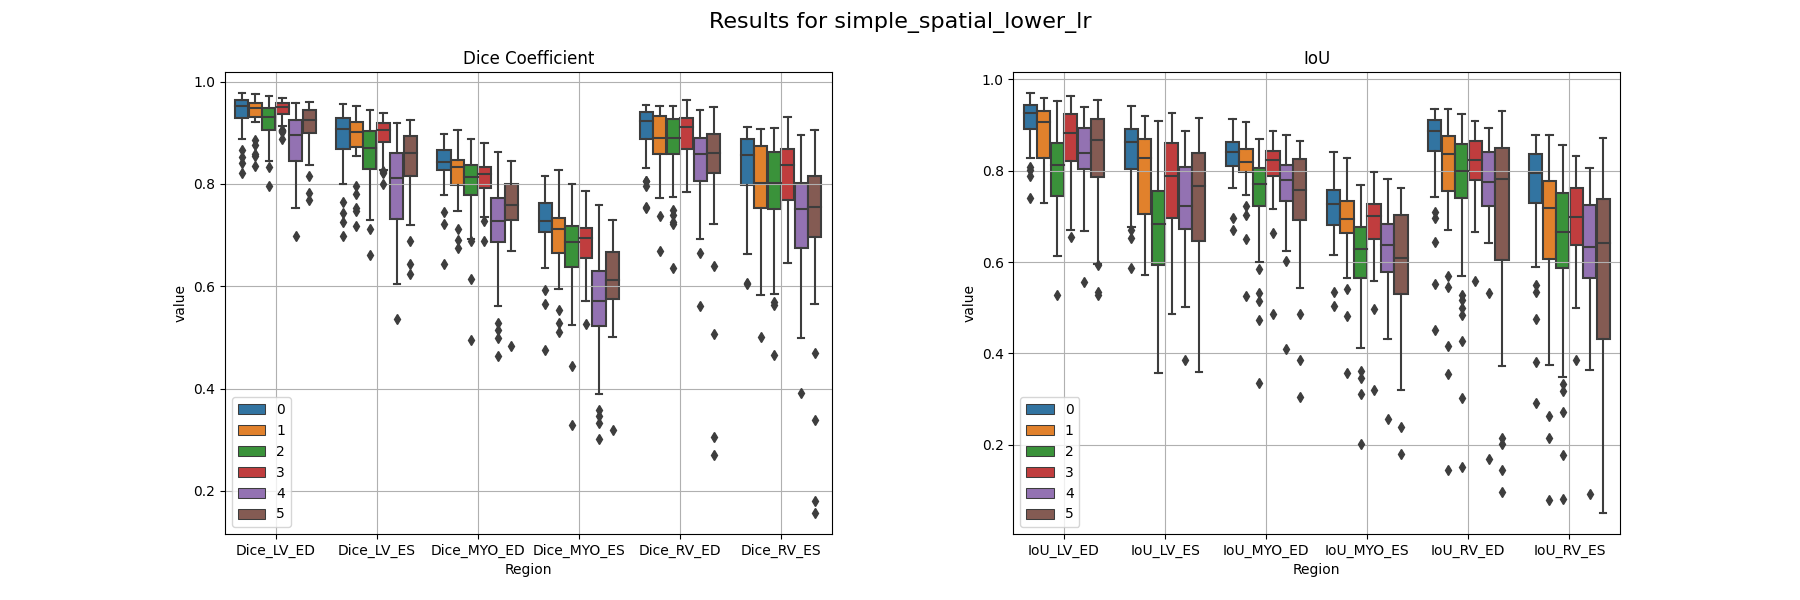 Results for simple_spatial_lower_lr
Dice Coefficient
value
1.0
0.8
0.6
0.4
0.2
0
1
2
3
4
5
Dice_LV_ED Dice_LV_ES Dice_MYO_ED Dice_MYO_ES Dice_RV_ED Dice_RV_ES
Region
IoU
value
1.0
0.8
0.6
0.4
0.2
0
1
2
3
4
5
IoU_LV_ED IoU_LV_ES IoU_MYO_ED IoU_MYO_ES IoU_RV_ED IoU_RV_ES
Region